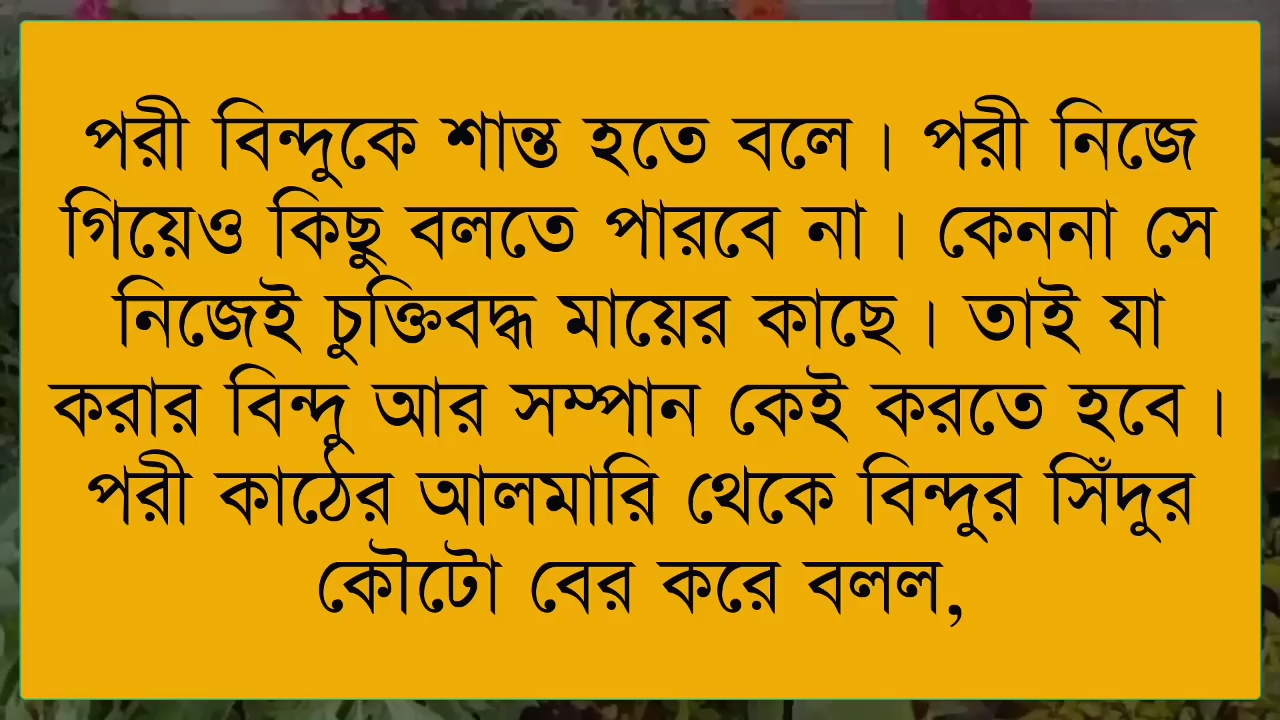 পরী বিন্দুকে শান্ত হতে বলে। পরী নিজে
গিয়েও কিছু বলতে পারবে না। কেননা সে
নিজেই চুক্তিবদ্ধ মায়ের কাছে। তাই যা
করার বিন্দু আর সম্পান কেই করতে হবে।
পরী কাঠের আলমারি থেকে বিন্দুর সিঁদুর
কৌটো বের করে বলল,